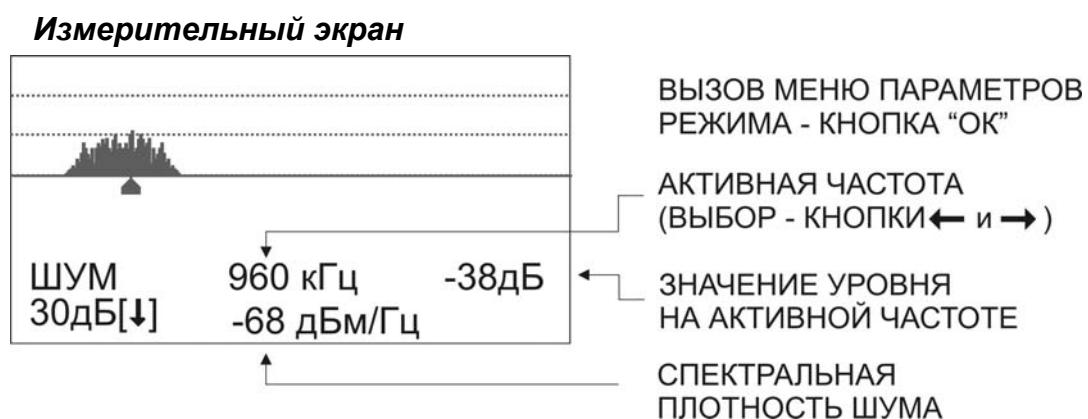 Измерительный экран
ВЫЗОВ МЕНЮ ПАРАМЕТРОВ
РЕЖИМА - КНОПКА “ОК”
АКТИВНАЯ ЧАСТОТА
(ВЫБОР - КНОПКИ← и →)
ШУМ 960 кГц -38дБ
30дБ[↓] -68 дБм/Гц
ЗНАЧЕНИЕ УРОВНЯ
НА АКТИВНОЙ ЧАСТОТЕ
СПЕКТРАЛЬНАЯ
ПЛОТНОСТЬ ШУМА